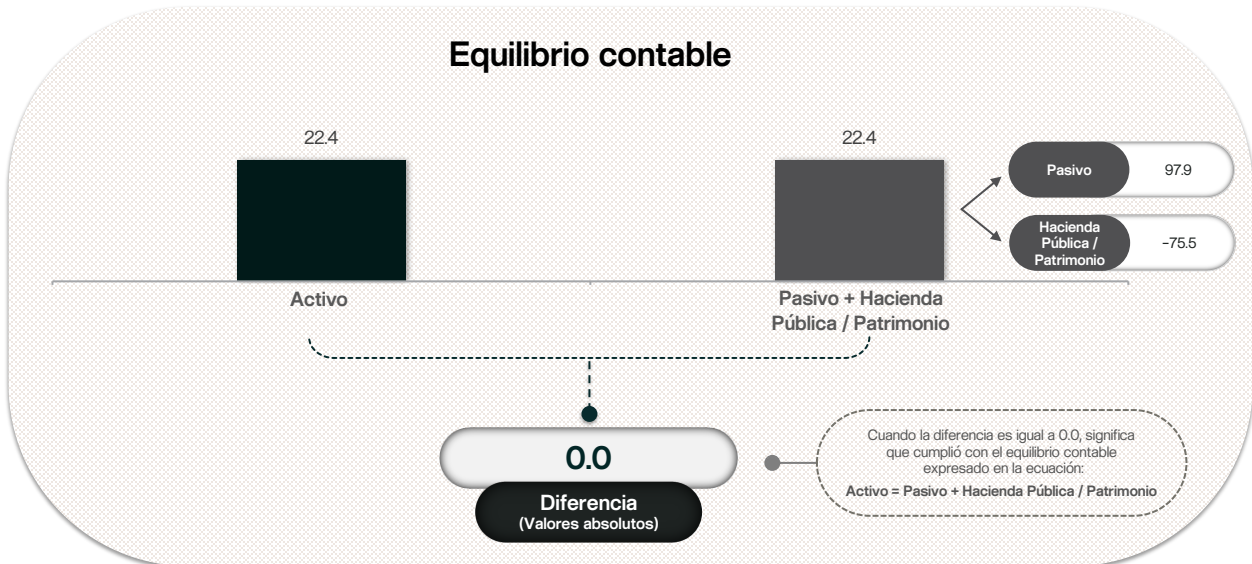 Equilibrio contable
22.4
22.4
Pasivo
97.9
Hacienda
Pública /
Patrimonio
-75.5
Activo
Pasivo + Hacienda
Pública / Patrimonio
0.0
Diferencia
(Valores absolutos)
Cuando la diferencia es igual a 0.0, significa
que cumplió con el equilibrio contable
expresado en la ecuación:
Activo = Pasivo + Hacienda Pública / Patrimonio